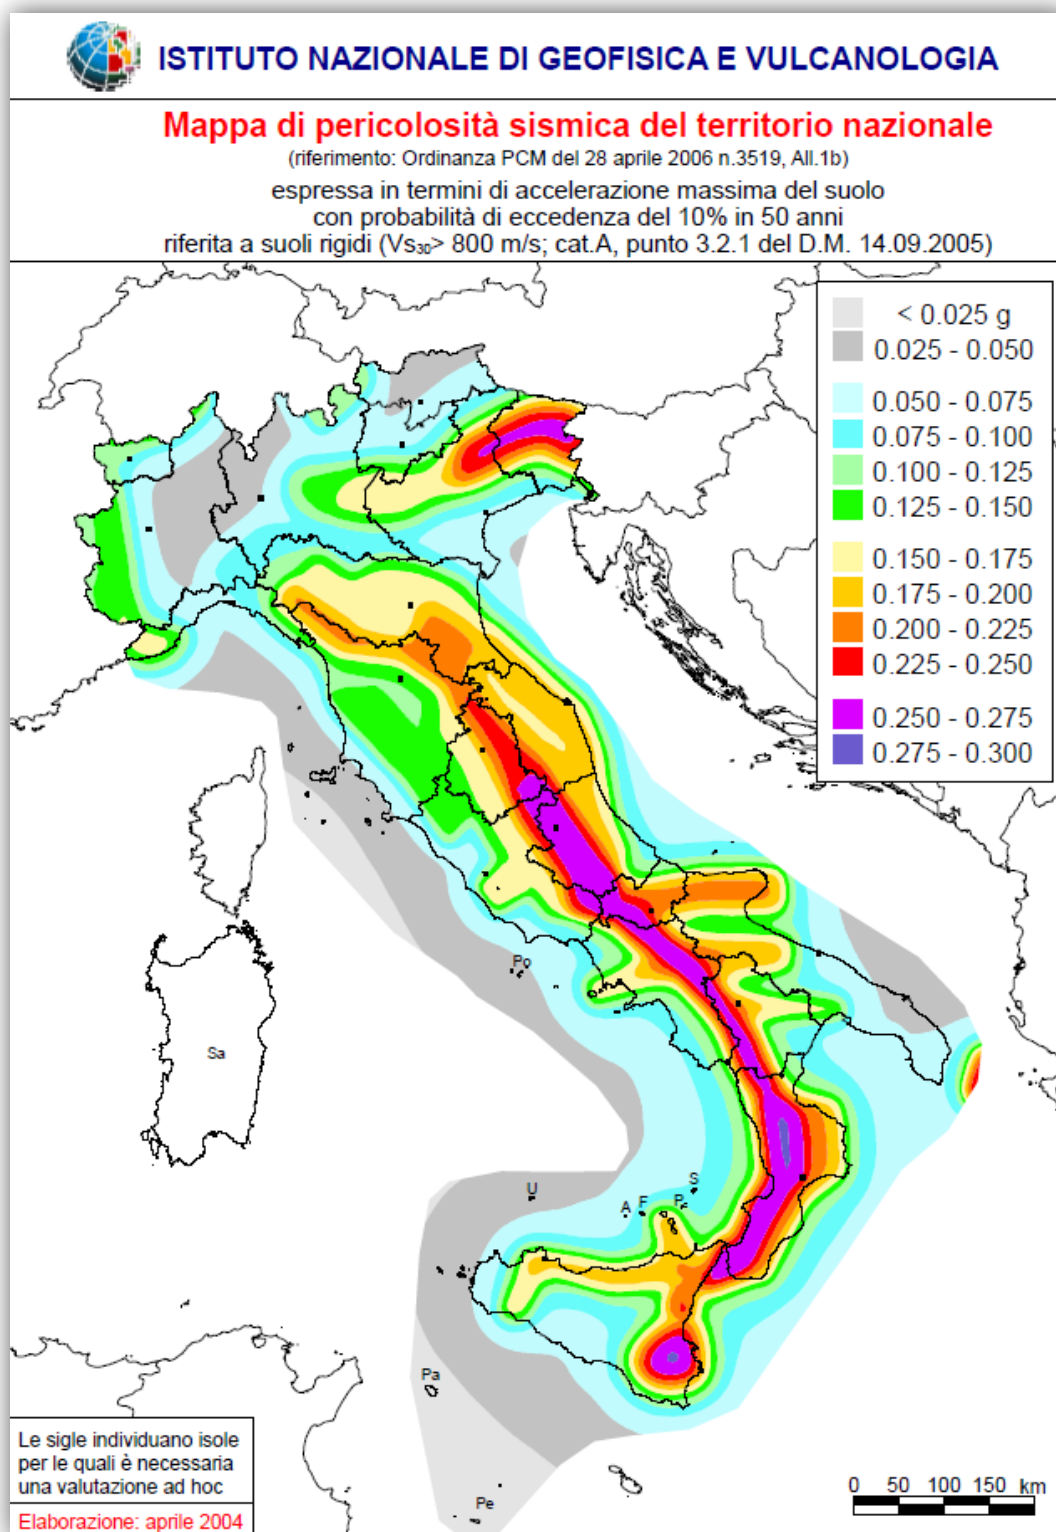 ISTITUTO NAZIONALE DI GEOFISICA E VULCANOLOGIA
Mappa di pericolosità sismica del territorio nazionale
(riferimento: Ordinanza PCM del 28 aprile 2006 n.3519, All.1b)
espressa in termini di accelerazione massima del suolo
con probabilità di eccedenza del 10% in 50 anni
riferita a suoli rigidi (Vs30> 800 m/s; cat.A, punto 3.2.1 del D.M. 14.09.2005)
< 0.025 g
0.025 - 0.050
0.050 - 0.075
0.075 - 0.100
0.100 - 0.125
0.125 - 0.150
0.150 - 0.175
0.175 - 0.200
0.200 - 0.225
0.225 - 0.250
0.250 - 0.275
0.275 - 0.300
Po
Sa
S
U
A F P
Pa
Pe
Le sigle individuano isole
per le quali è necessaria
una valutazione ad hoc
Elaborazione: aprile 2004
0 50 100 150 km